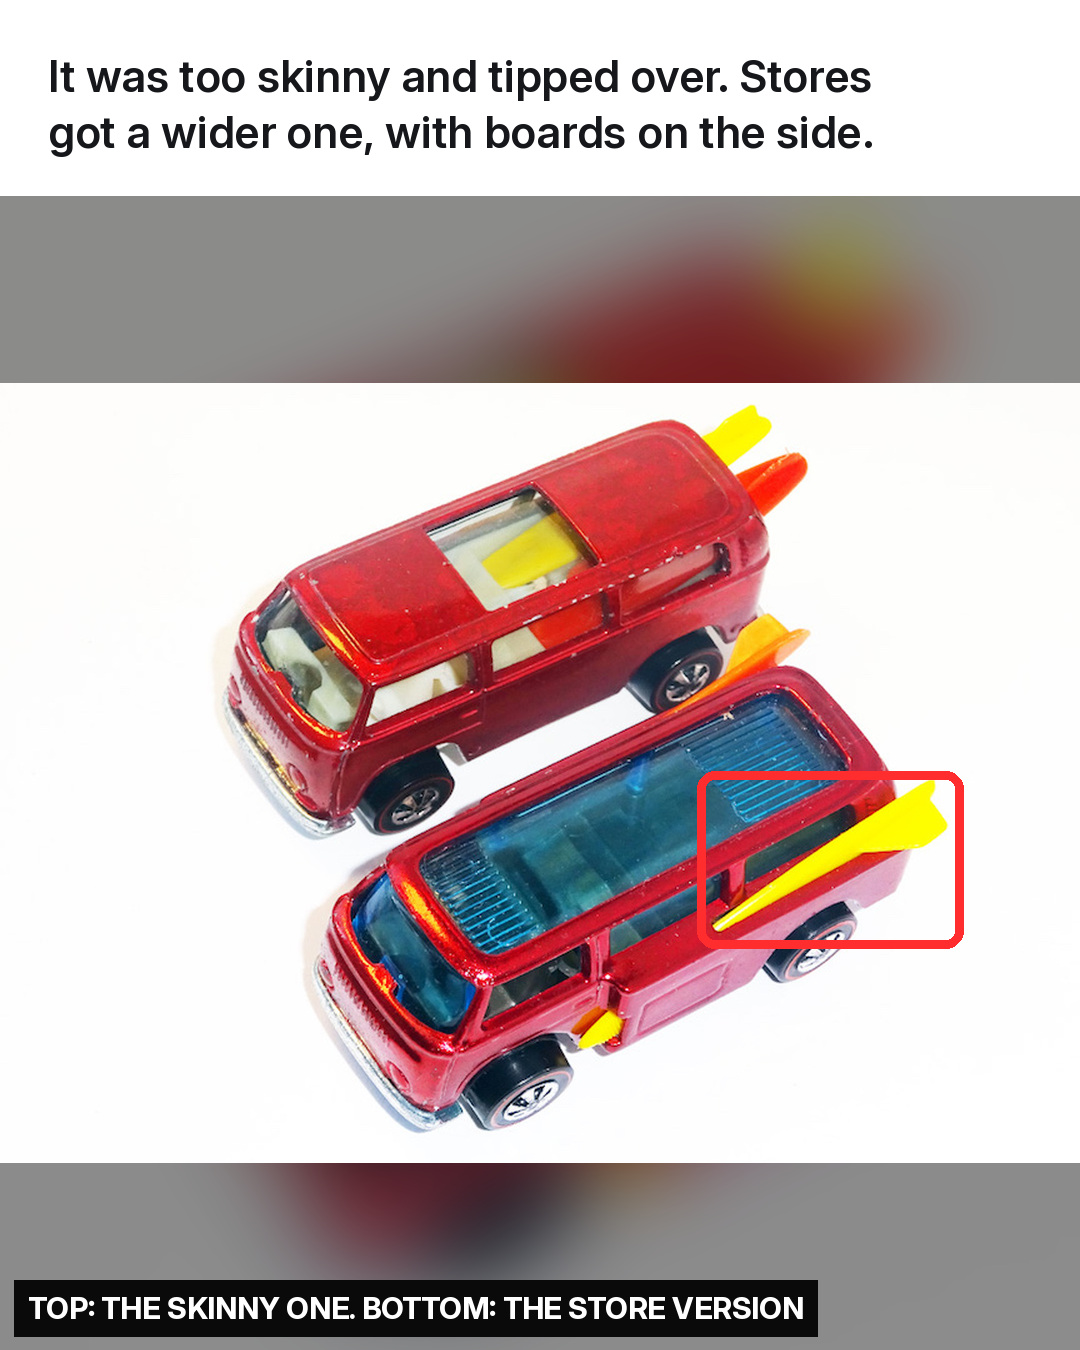 It was too skinny and tipped over. Stores
got a wider one, with boards on the side.
TOP: THE SKINNY ONE. BOTTOM: THE STORE VERSION